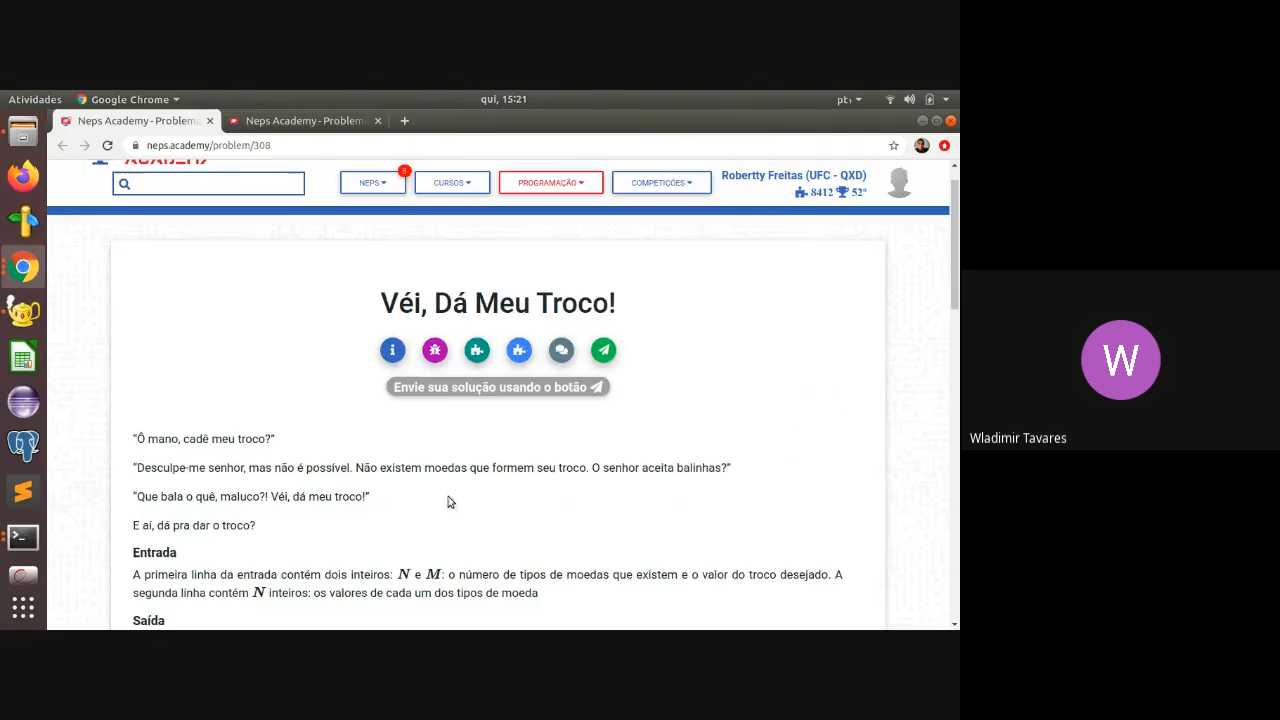 Atividades Google Chrome qui, 15:21 pt
Neps Academy - Problema Neps Academy - Problema
neps.academy/problem/308
NEPS 8 CURSOS PROGRAMAÇÃO COMPETIÇÕES Robertty Freitas (UFC - QXD)
8412 52º
Véi, Dá Meu Troco!
Envie sua solução usando o botão
"Ô mano, cadê meu troco?"
"Desculpe-me senhor, mas não é possível. Não existem moedas que formem seu troco. O senhor aceita balinhas?"
"Que bala o quê, maluco?! Véi, dá meu troco!"
E aí, dá pra dar o troco?
Entrada
A primeira linha da entrada contém dois inteiros: N e M: o número de tipos de moedas que existem e o valor do troco desejado. A
segunda linha contém N inteiros: os valores de cada um dos tipos de moeda
Saída
W
Wladimir Tavares